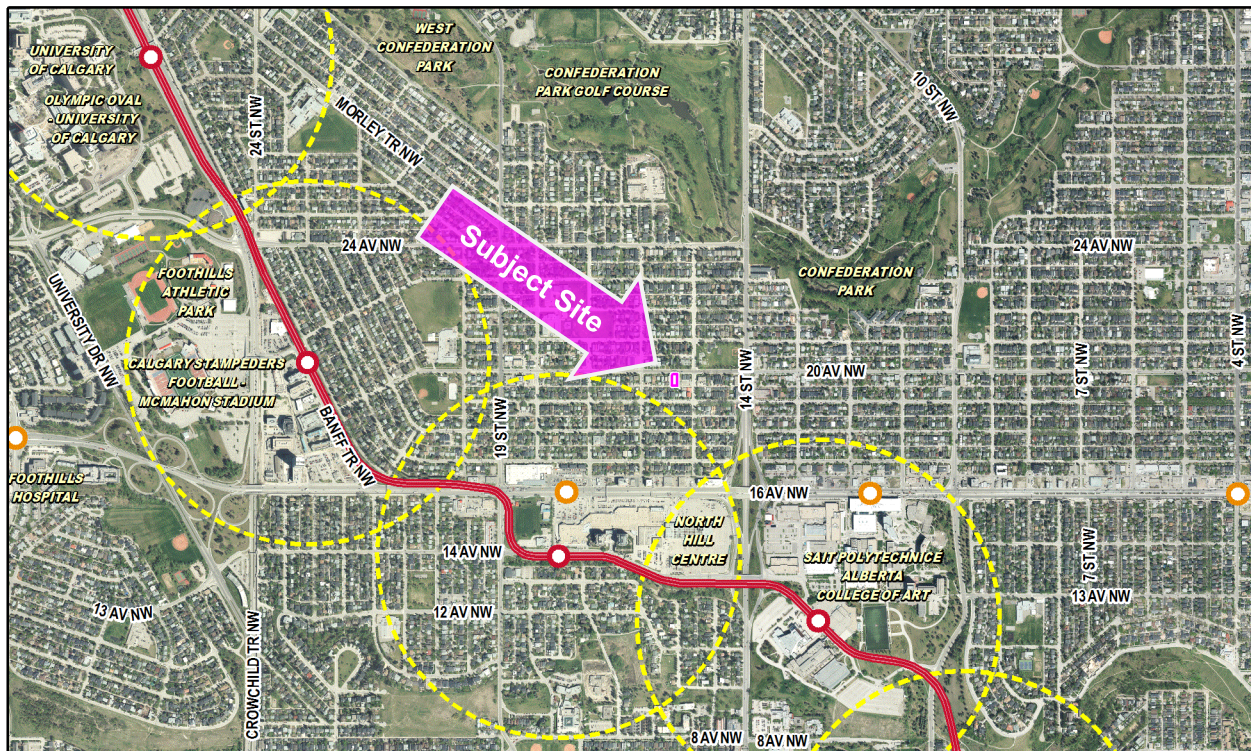 UNIVERSITY
OF CALGARY
OLYMPIC OVAL
- UNIVERSITY
OF CALGARY
24 ST NW
MORLEY TR NW
WEST
CONFEDERATION
PARK
CONFEDERATION
PARK GOLF COURSE
10 ST NW
24 AV NW
Subject Site
24 AV NW
FOOTHILLS
ATHLETIC
PARK
UNIVERSITY DR NW
CONFEDERATION
PARK
CALGARY STAMPEDERS
FOOTBALL -
MCMAHON STADIUM
BANFF TR NW
19 ST NW
14 ST NW
20 AV NW
7 ST NW
4 ST NW
FOOTHILLS
HOSPITAL
16 AV NW
NORTH
HILL
CENTRE
14 AV NW
SAIT POLYTECHNICE
ALBERTA
COLLEGE OF ART
7 ST NW
13 AV NW
13 AV NW
12 AV NW
CROWCHILD TR NW
8 AV NW
8 AV NW